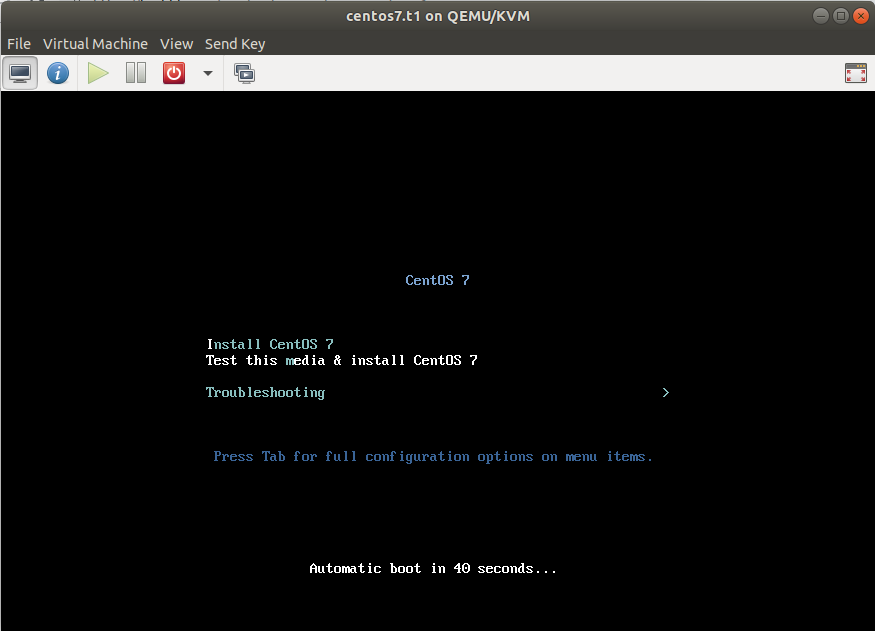 centos7.t1 on QEMU/KVM
File Virtual Machine View Send Key
CentOS 7
Install CentOS 7
Test this media & install CentOS 7
Troubleshooting >
Press Tab for full configuration options on menu items.
Automatic boot in 40 seconds...